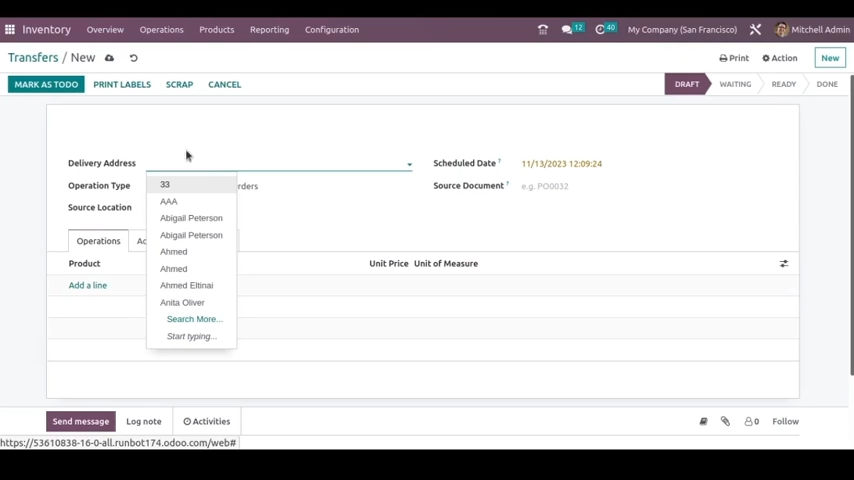 Inventory Overview Operations Products Reporting Configuration 12 40 My Company (San Francisco) Mitchell Admin
Transfers / New Print Action New
MARK AS TODO PRINT LABELS SCRAP CANCEL DRAFT WAITING READY DONE
Delivery Address Scheduled Date ? 11/13/2023 12:09:24
Operation Type rders Source Document ? e.g. PO0032
Source Location
33
AAA
Abigail Peterson
Abigail Peterson
Ahmed
Ahmed
Ahmed Eltinai
Anita Oliver
Search More...
Start typing...
Operations Ac
Product Unit Price Unit of Measure
Add a line
Send message Log note Activities 0 Follow
https://53610838-16-0-all.runbot174.odoo.com/web#